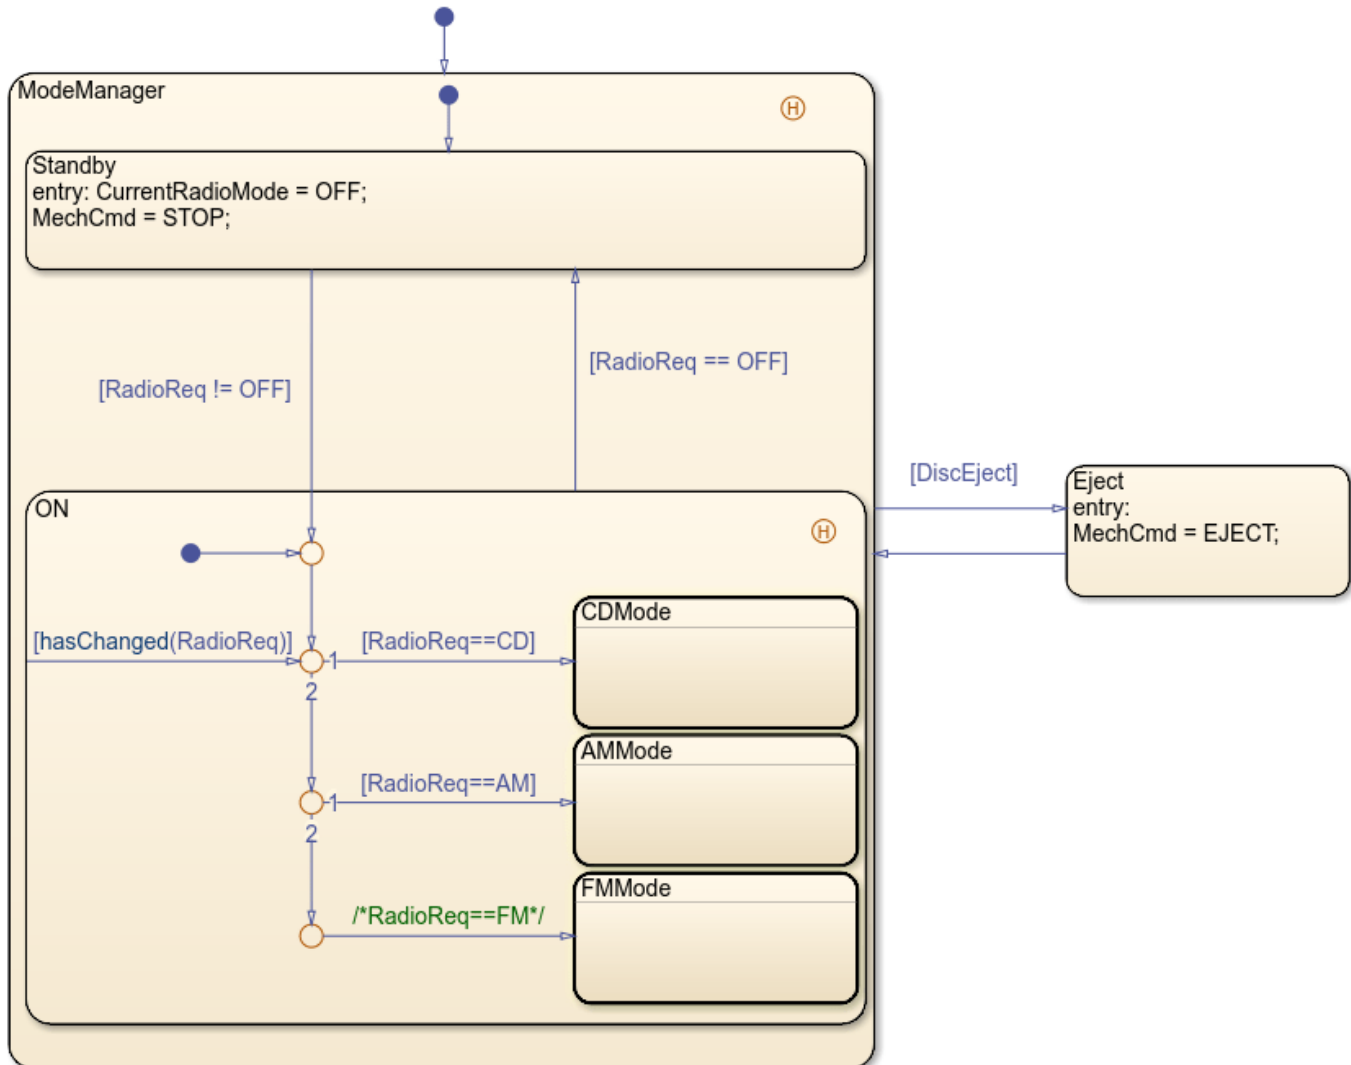 ModeManager
H
Standby
entry: CurrentRadioMode = OFF;
MechCmd = STOP;
[RadioReq != OFF]
[RadioReq == OFF]
[DiscEject]
Eject
entry:
MechCmd = EJECT;
ON
H
CDMode
[hasChanged(RadioReq)]
1
[RadioReq==CD]
2
AMMode
1
[RadioReq==AM]
2
FMMode
/*RadioReq==FM*/